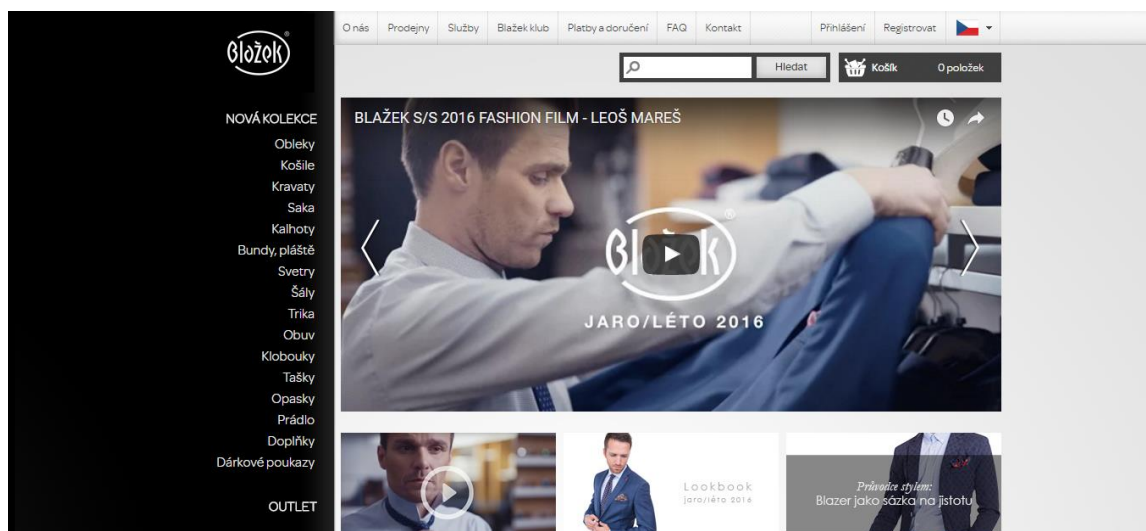 O nás Prodejny Služby Blažek klub Platby a doručení FAQ Kontakt Přihlášení Registrovat
Blažek
®
Hledat Košík 0 položek
NOVÁ KOLEKCE
Obleky
Košile
Kravaty
Saka
Kalhoty
Bundy, pláště
Svetry
Šály
Trika
Obuv
Klobouky
Tašky
Opasky
Prádlo
Doplňky
Dárkové poukazy
OUTLET
BLAŽEK S/S 2016 FASHION FILM - LEOŠ MAREŠ
Blažek
®
JARO/LÉTO 2016
Lookbook
jaro/léto 2016
Průvodce stylem:
Blazer jako sázka na jistotu